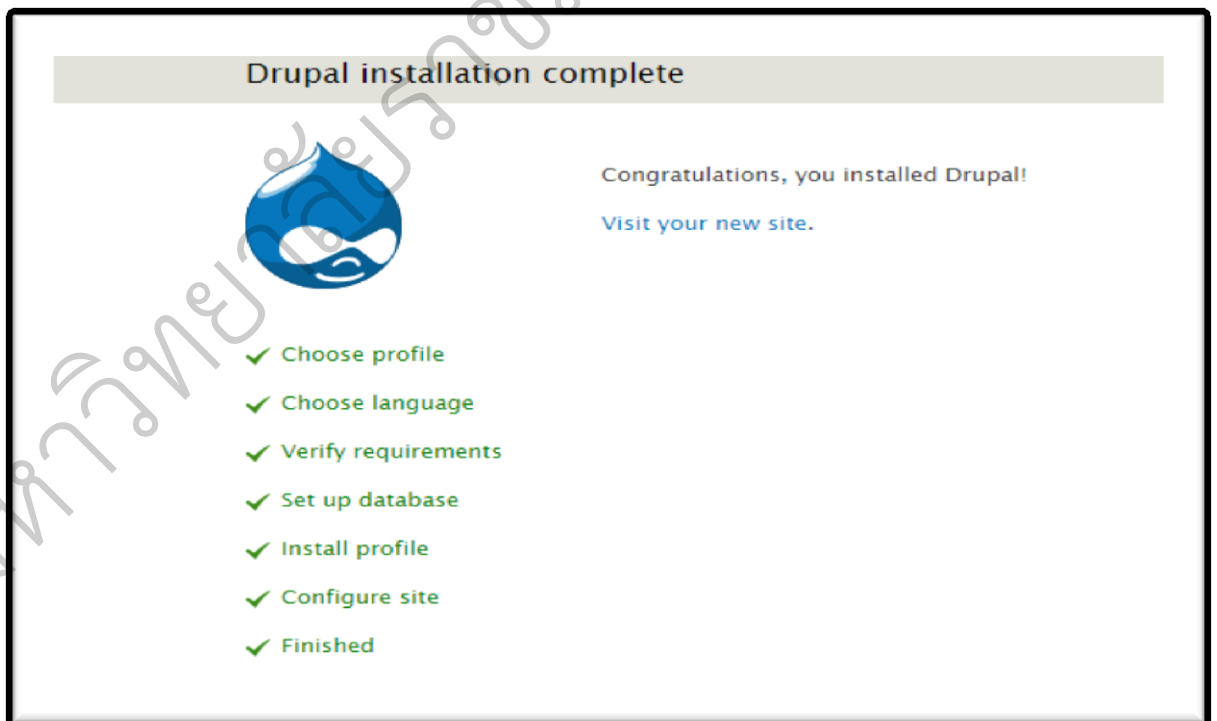 Drupal installation complete
Congratulations, you installed Drupal!
Visit your new site.
Choose profile
Choose language
Verify requirements
Set up database
Install profile
Configure site
Finished